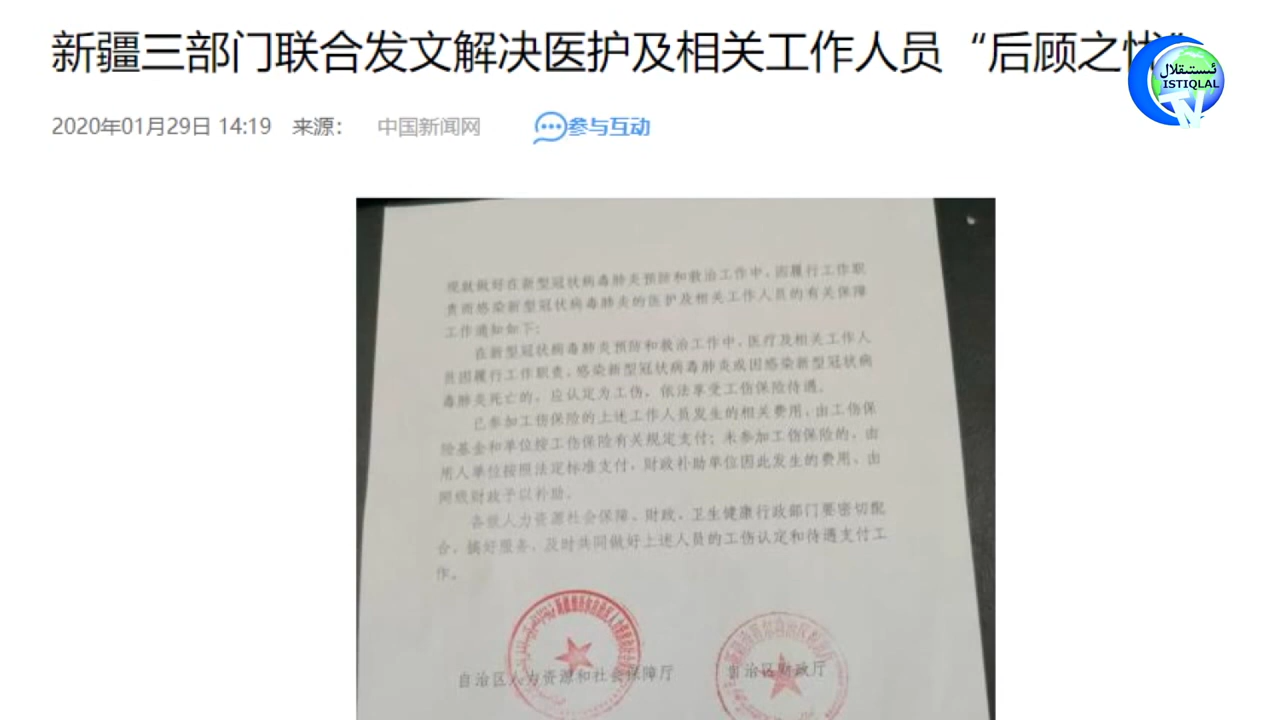 新疆三部门联合发文解决医护及相关工作人员“后顾之忧”
ئىستىقلال
ISTIQLAL
TV
2020年01月29日 14:19 来源： 中国新闻网 参与互动
现就做好在新型冠状病毒肺炎预防和救治工作中，因履行工作职
责而感染新型冠状病毒肺炎的医护及相关工作人员的有关保障
工作通知如下：
在新型冠状病毒肺炎预防和救治工作中，医疗及相关工作人
员因履行工作职责，感染新型冠状病毒肺炎或因感染新型冠状病
毒肺炎死亡的，应认定为工伤，依法享受工伤保险待遇。
已参加工伤保险的上述工作人员发生的相关费用，由工伤保
险基金和单位按工伤保险有关规定支付；未参加工伤保险的，由
用人单位按照法定标准支付，财政补助单位因此发生的费用，由
同级财政予以补助。
各级人力资源社会保障、财政、卫生健康行政部门要密切配
合，搞好服务，及时共同做好上述人员的工伤认定和待遇支付工
作。
自治区人力资源和社会保障厅 自治区财政厅